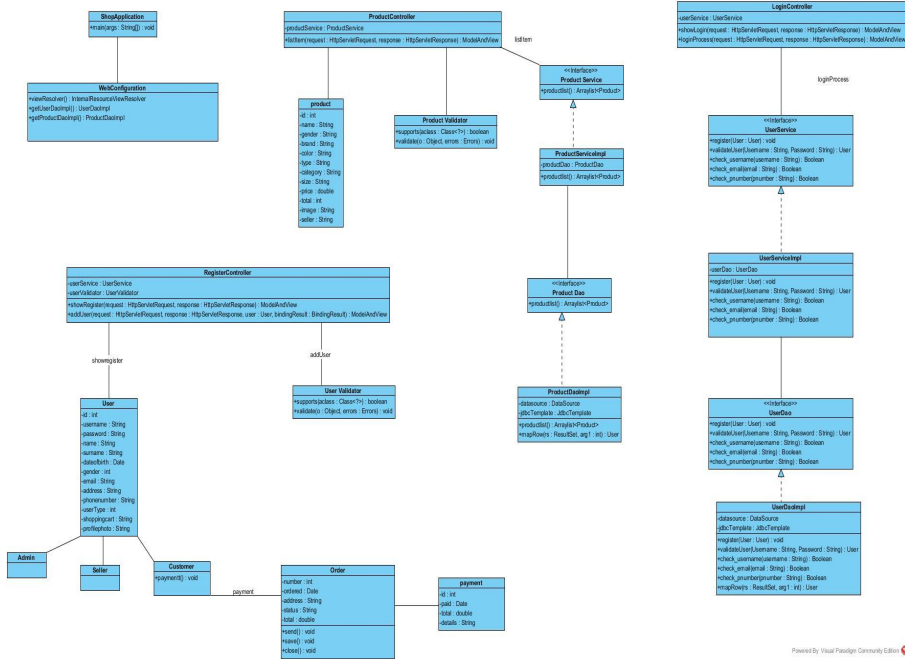 ShopApplication
+main(args : String[]) : void
WebConfiguration
+viewResolver() : InternalResourceViewResolver
+getUserDaoImpl() : UserDaoImpl
+getProductDaoImpl() : ProductDaoImpl
ProductController
-productService : ProductService
+listItem(request : HttpServletRequest, response : HttpServletResponse) : ModelAndView
listItem
product
-id : int
-name : String
-gender : String
-brand : String
-color : String
-type : String
-category : String
-size : String
-price : double
-total : int
-image : String
-seller : String
Product Validator
+supports(aclass : Class<?>) : boolean
+validate(o : Object, errors : Errors) : void
<<Interface>>
Product Service
+productlist() : Arraylist<Product>
ProductServiceImpl
-productDao : ProductDao
+productlist() : Arraylist<Product>
<<Interface>>
Product Dao
+productlist() : Arraylist<Product>
ProductDaoImpl
-datasource : DataSource
-jdbcTemplate : JdbcTemplate
+productlist() : Arraylist<Product>
+mapRow(rs : ResultSet, arg1 : int) : User
LoginController
-userService : UserService
+showLogin(request : HttpServletRequest, response : HttpServletResponse) : ModelAndView
+loginProcess(request : HttpServletRequest, response : HttpServletResponse) : ModelAndView
loginProcess
<<Interface>>
UserService
+register(User : User) : void
+validateUser(Username : String, Password : String) : User
+check_username(username : String) : Boolean
+check_email(email : String) : Boolean
+check_pnumber(pnumber : String) : Boolean
UserServiceImpl
-userDao : UserDao
+register(User : User) : void
+validateUser(Username : String, Password : String) : User
+check_username(username : String) : Boolean
+check_email(email : String) : Boolean
+check_pnumber(pnumber : String) : Boolean
<<Interface>>
UserDao
+register(User : User) : void
+validateUser(Username : String, Password : String) : User
+check_username(username : String) : Boolean
+check_email(email : String) : Boolean
+check_pnumber(pnumber : String) : Boolean
UserDaoImpl
-datasource : DataSource
-jdbcTemplate : JdbcTemplate
+register(User : User) : void
+validateUser(Username : String, Password : String) : User
+check_username(username : String) : Boolean
+check_email(email : String) : Boolean
+check_pnumber(pnumber : String) : Boolean
+mapRow(rs : ResultSet, arg1 : int) : User
RegisterController
-userService : UserService
-userValidator : UserValidator
+showRegister(request : HttpServletRequest, response : HttpServletResponse) : ModelAndView
+addUser(request : HttpServletRequest, response : HttpServletResponse, user : User, bindingResult : BindingResult) : ModelAndView
showregister
addUser
User Validator
+supports(aclass : Class<?>) : boolean
+validate(o : Object, errors : Errors) : void
User
-id : int
-username : String
-password : String
-name : String
-surname : String
-dateofbirth : Date
-gender : int
-email : String
-address : String
-phonenumber : String
-userType : int
-shoppingcart : String
-profilephoto : String
Admin
Seller
Customer
+payment() : void
payment
Order
-number : int
-ordered : Date
-address : String
-status : String
-total : double
+send() : void
+save() : void
+close() : void
payment
-id : int
-paid : Date
-total : double
-details : String
Powered By Visual Paradigm Community Edition